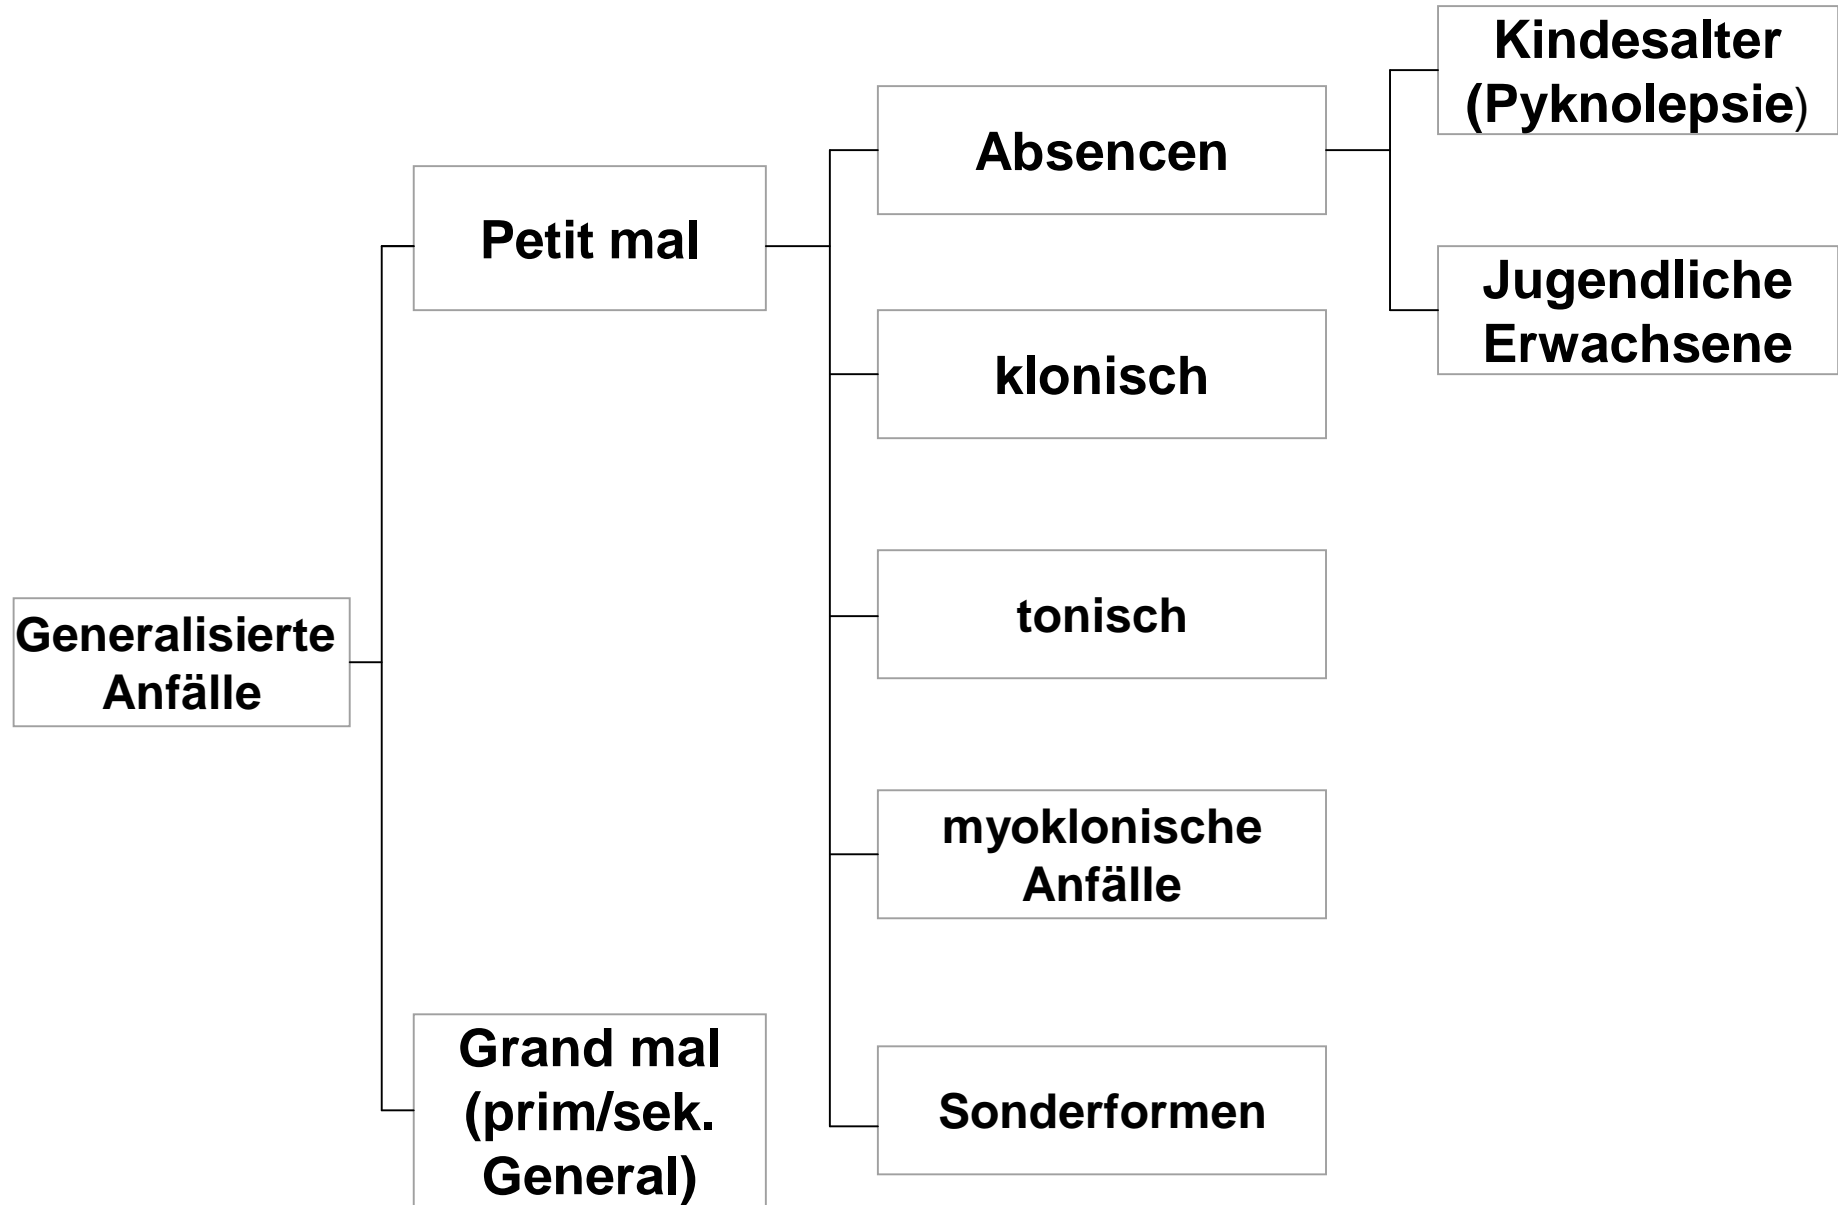 Kindesalter
(Pyknolepsie)
Absencen
Petit mal
Jugendliche
Erwachsene
klonisch
tonisch
Generalisierte
Anfälle
myoklonische
Anfälle
Grand mal
(prim/sek.
General)
Sonderformen